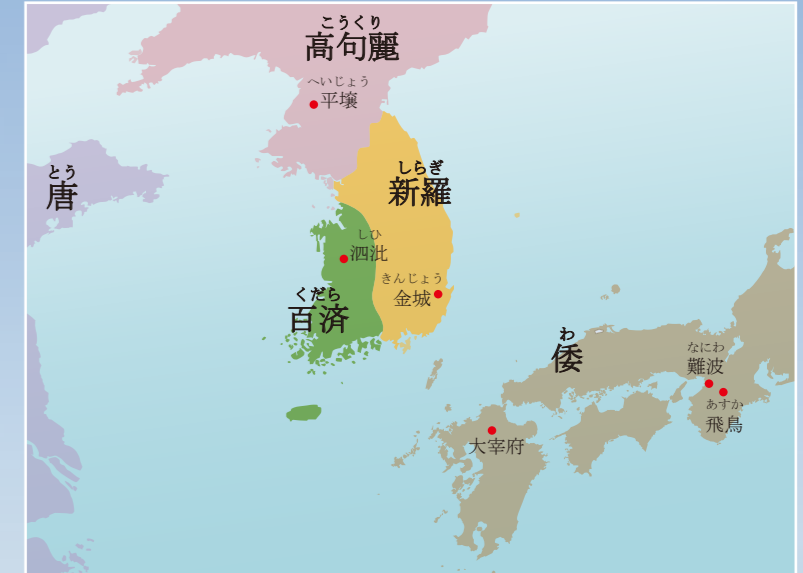 こうくり
高句麗
へいじょう
平壌
とう
唐
しらぎ
新羅
しひ
泗沘
きんじょう
金城
くだら
百済
わ
倭
なにわ
難波
あすか
飛鳥
大宰府